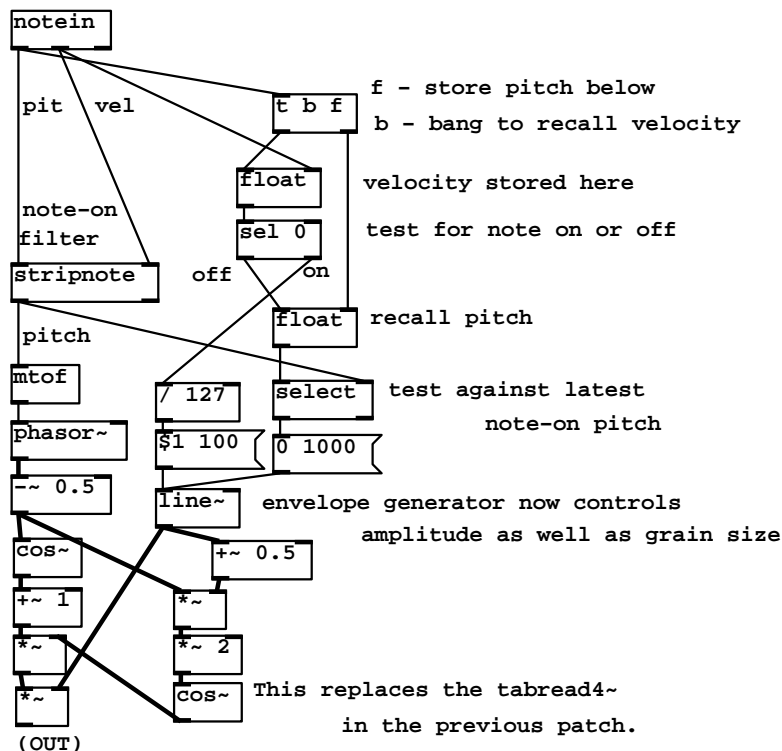 notein
pit vel
t b f
f – store pitch below
b – bang to recall velocity
float
velocity stored here
note-on
filter
sel 0
test for note on or off
stripnote
off on
float
recall pitch
pitch
mtof
/ 127
select
test against latest
note-on pitch
phasor~
$1 100
0 1000
-~ 0.5
line~
envelope generator now controls
amplitude as well as grain size
cos~
+~ 0.5
+~ 1
*~
*~
*~ 2
*~
cos~
This replaces the tabread4~
in the previous patch.
(OUT)